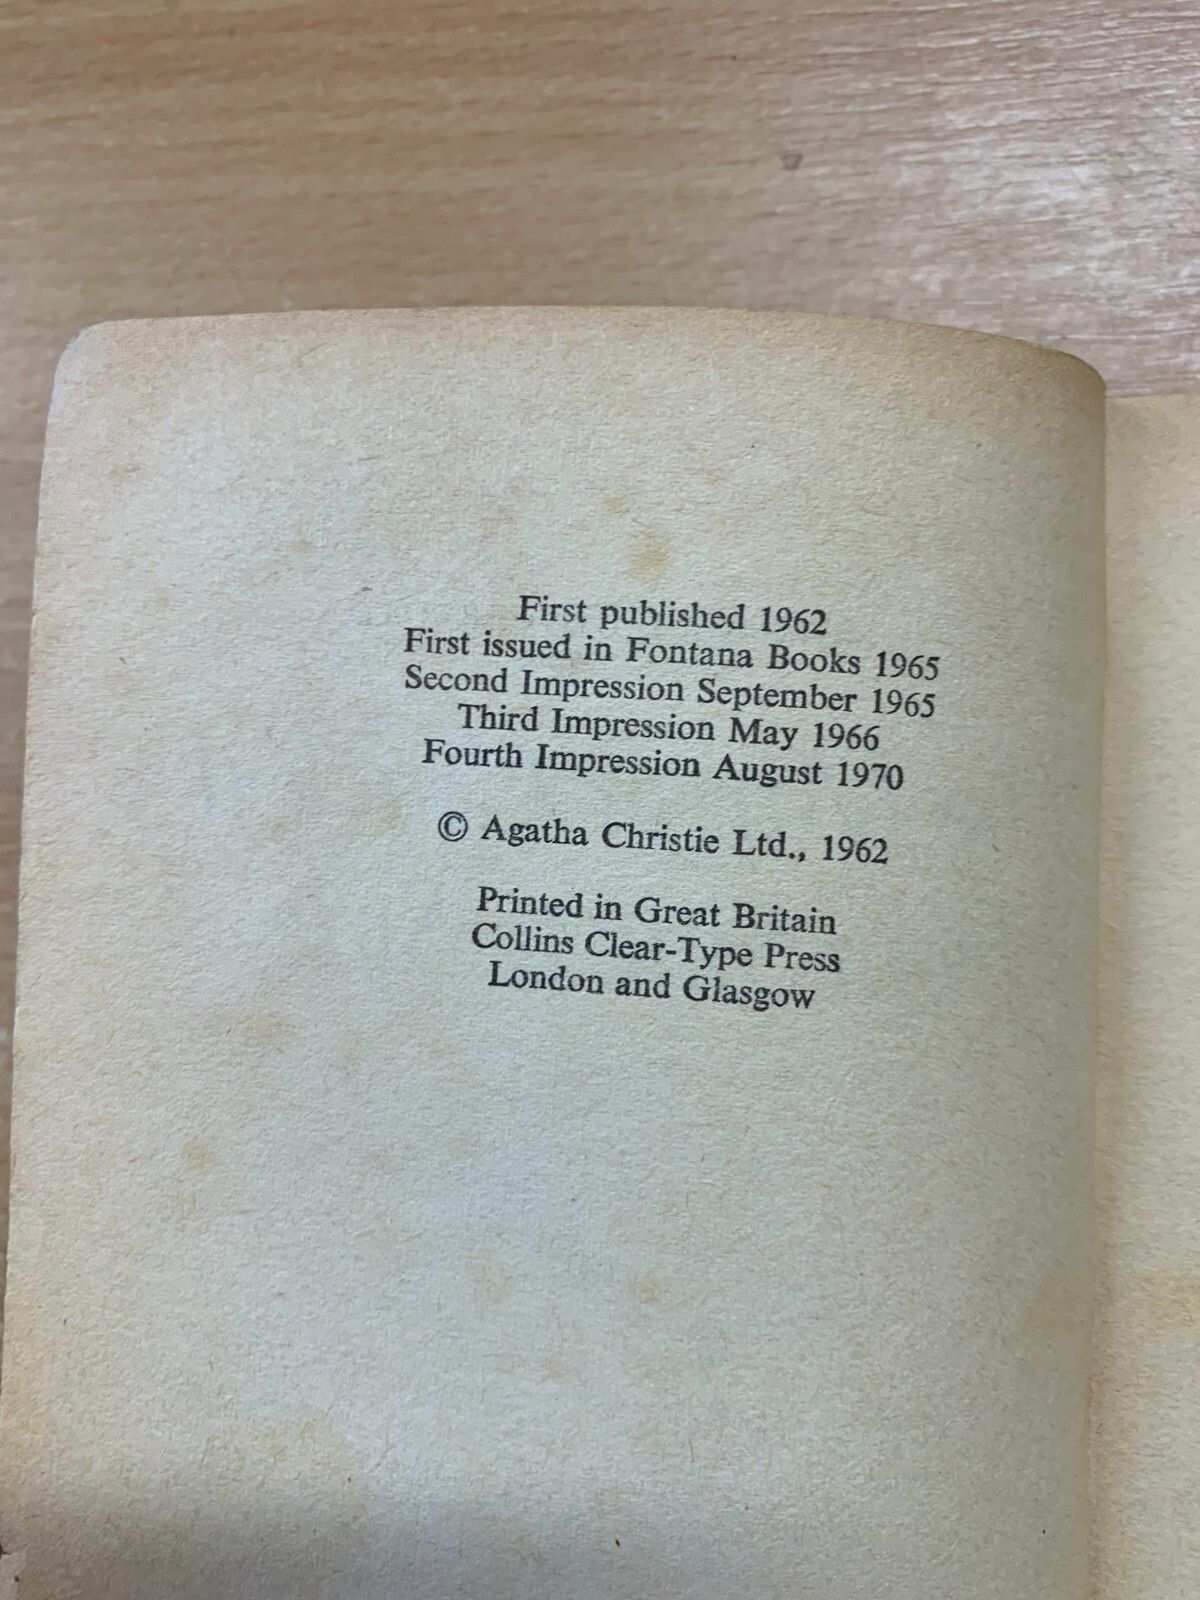 First published 1962
First issued in Fontana Books 1965
Second Impression September 1965
Third Impression May 1966
Fourth Impression August 1970
© Agatha Christie Ltd., 1962
Printed in Great Britain
Collins Clear-Type Press
London and Glasgow